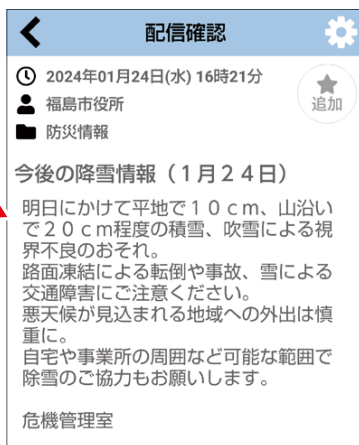 配信確認
2024年01月24日(水) 16時21分
福島市役所
追加
防災情報
今後の降雪情報（1月２４日）
明日にかけて平地で１０ｃｍ、山沿い
で２０ｃｍ程度の積雪、吹雪による視
界不良のおそれ。
路面凍結による転倒や事故、雪による
交通障害にご注意ください。
悪天候が見込まれる地域への外出は慎
重に。
自宅や事業所の周囲など可能な範囲で
除雪のご協力もお願いします。
危機管理室